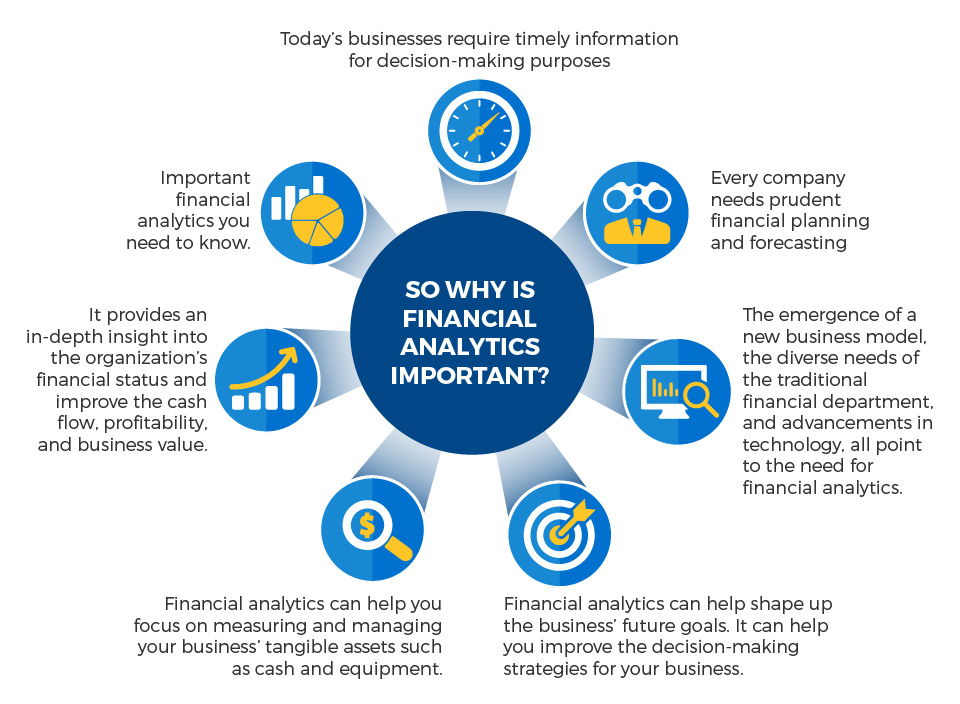 Today's businesses require timely information
for decision-making purposes
Important
financial
analytics you
need to know.
Every company
needs prudent
financial planning
and forecasting
SO WHY IS
FINANCIAL
ANALYTICS
IMPORTANT?
It provides an
in-depth insight into
the organization's
financial status and
improve the cash
flow, profitability,
and business value.
The emergence of a
new business model,
the diverse needs of
the traditional
financial department,
and advancements in
technology, all point
to the need for
financial analytics.
$
Financial analytics can help you
focus on measuring and managing
your business' tangible assets such
as cash and equipment.
Financial analytics can help shape up
the business' future goals. It can help
you improve the decision-making
strategies for your business.